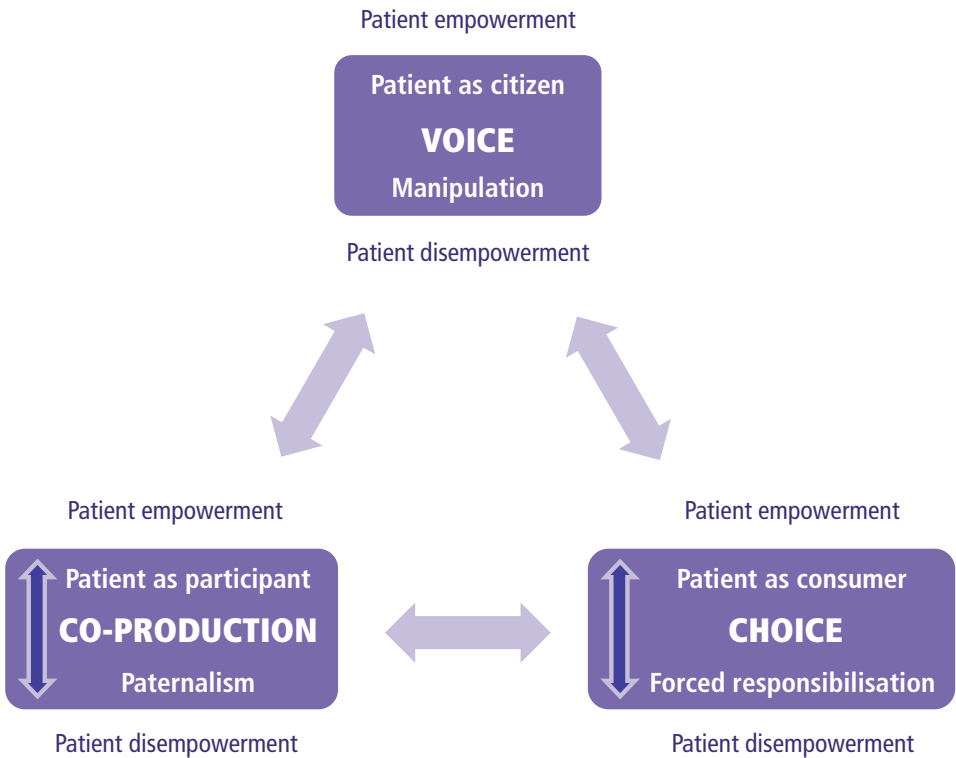 Patient empowerment
Patient as citizen
VOICE
Manipulation
Patient disempowerment
Patient empowerment
Patient as participant
CO-PRODUCTION
Paternalism
Patient disempowerment
Patient empowerment
Patient as consumer
CHOICE
Forced responsibilisation
Patient disempowerment